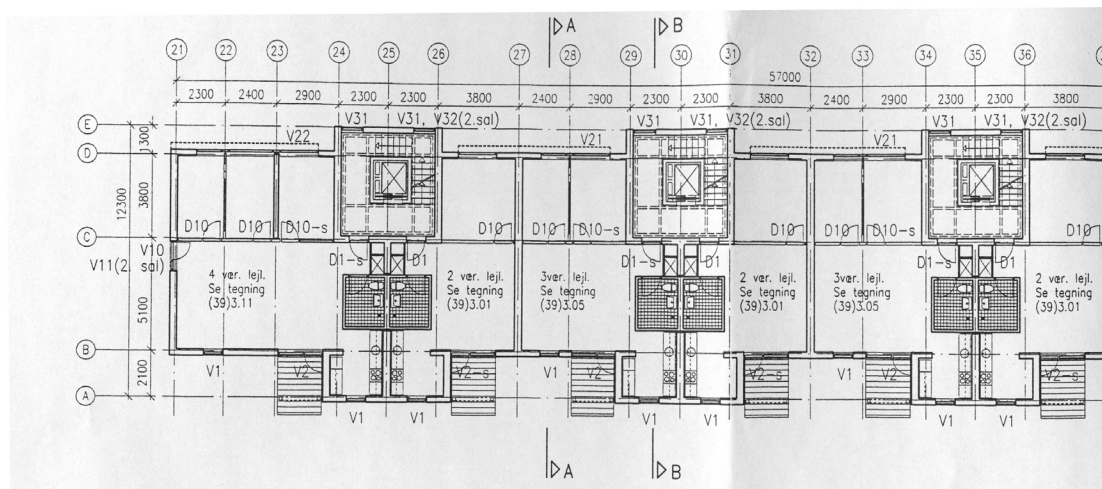 A B
21 22 23 24 25 26 27 28 29 30 31 32 33 34 35 36
57000
2300 2400 2900 2300 2300 3800 2400 2900 2300 2300 3800 2400 2900 2300 2300 3800
V31 V31, V32(2.sal) V31 V31, V32(2.sal) V31 V31, V32(2.sal)
E 1300
V22 V21 V21
D
12300 3800
D10 D10 D10-s D10 D10 D10-s D10 D10 D10-s D10
C
V10
V11(2. sal)
D1-s D1 D1-s D1 D1-s D1
4 vær. lejl.
Se tegning
(39)3.11
2 vær. lejl.
Se tegning
(39)3.01
3vær. lejl.
Se tegning
(39)3.05
2 vær. lejl.
Se tegning
(39)3.01
3vær. lejl.
Se tegning
(39)3.05
2 vær. lejl.
Se tegning
(39)3.01
5100
B
2100
V1 V2 V2-s V1 V2 V2-s V1 V2 V2-s
A
V1 V1 V1 V1 V1 V1
A B